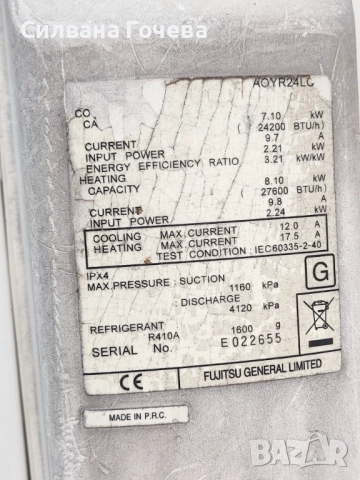 Силвана Гочева
AOYR24LC
CO
CA 7.10 kW
( 24200 BTU/h)
CURRENT 9.7 A
INPUT POWER 2.21 kW
ENERGY EFFICIENCY RATIO 3.21 kW/kW
HEATING
CAPACITY 8.10 kW
( 27600 BTU/h)
CURRENT 9.8 A
INPUT POWER 2.24 kW
COOLING MAX.CURRENT 12.0 A
HEATING MAX.CURRENT 17.5 A
TEST CONDITION : IEC60335-2-40
IPX4
MAX.PRESSURE : SUCTION 1160 kPa
: DISCHARGE 4120 kPa
G
REFRIGERANT
R410A 1600 g
SERIAL No. E022655
CE FUJITSU GENERAL LIMITED
MADE IN P.R.C.
BAZAR